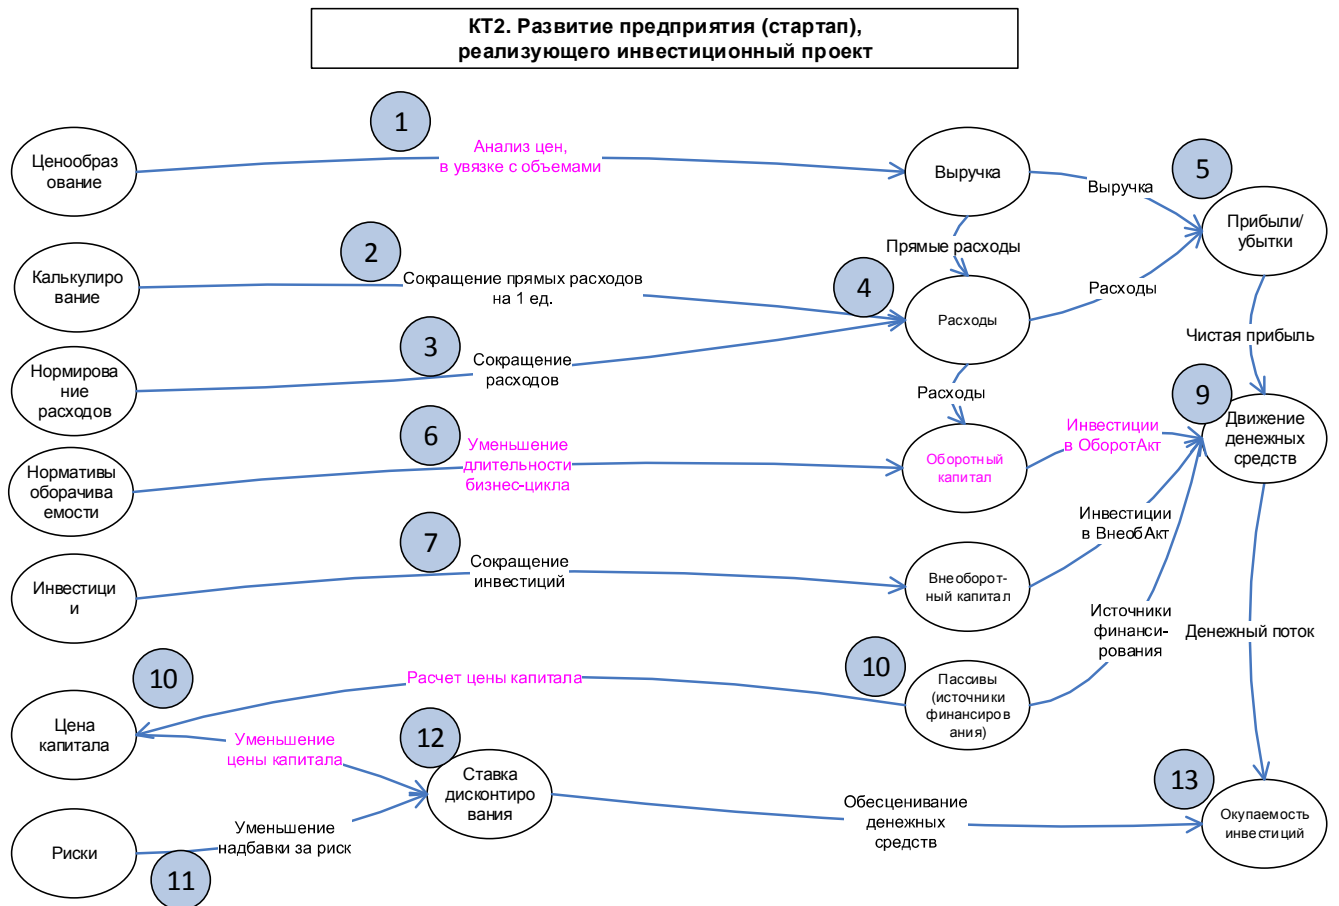 КТ2. Развитие предприятия (стартап),
реализующего инвестиционный проект
1
Ценообраз
ование
Анализ цен,
в увязке с объемами
Выручка
Выручка
5
Прибыли/
убытки
Прямые расходы
2
Калькулиро
вание
Сокращение прямых расходов
на 1 ед.
4
Расходы
Расходы
3
Нормирова
ние
расходов
Сокращение
расходов
Чистая прибыль
Расходы
9
Движение
денежных
средств
6
Нормативы
оборачива
емости
Уменьшение
длительности
бизнес-цикла
Оборотный
капитал
Инвестиции
в ОборотАкт
7
Инвестици
и
Сокращение
инвестиций
Внеоборот-
ный капитал
Инвестиции
в ВнеобАкт
Источники
финанси-
рования
Денежный поток
10
Цена
капитала
Расчет цены капитала
10
Пассивы
(источники
финансиров
ания)
Уменьшение
цены капитала
12
Ставка
дисконтиро
вания
Обесценивание
денежных
средств
13
Окупаемость
инвестиций
Риски
Уменьшение
надбавки за риск
11